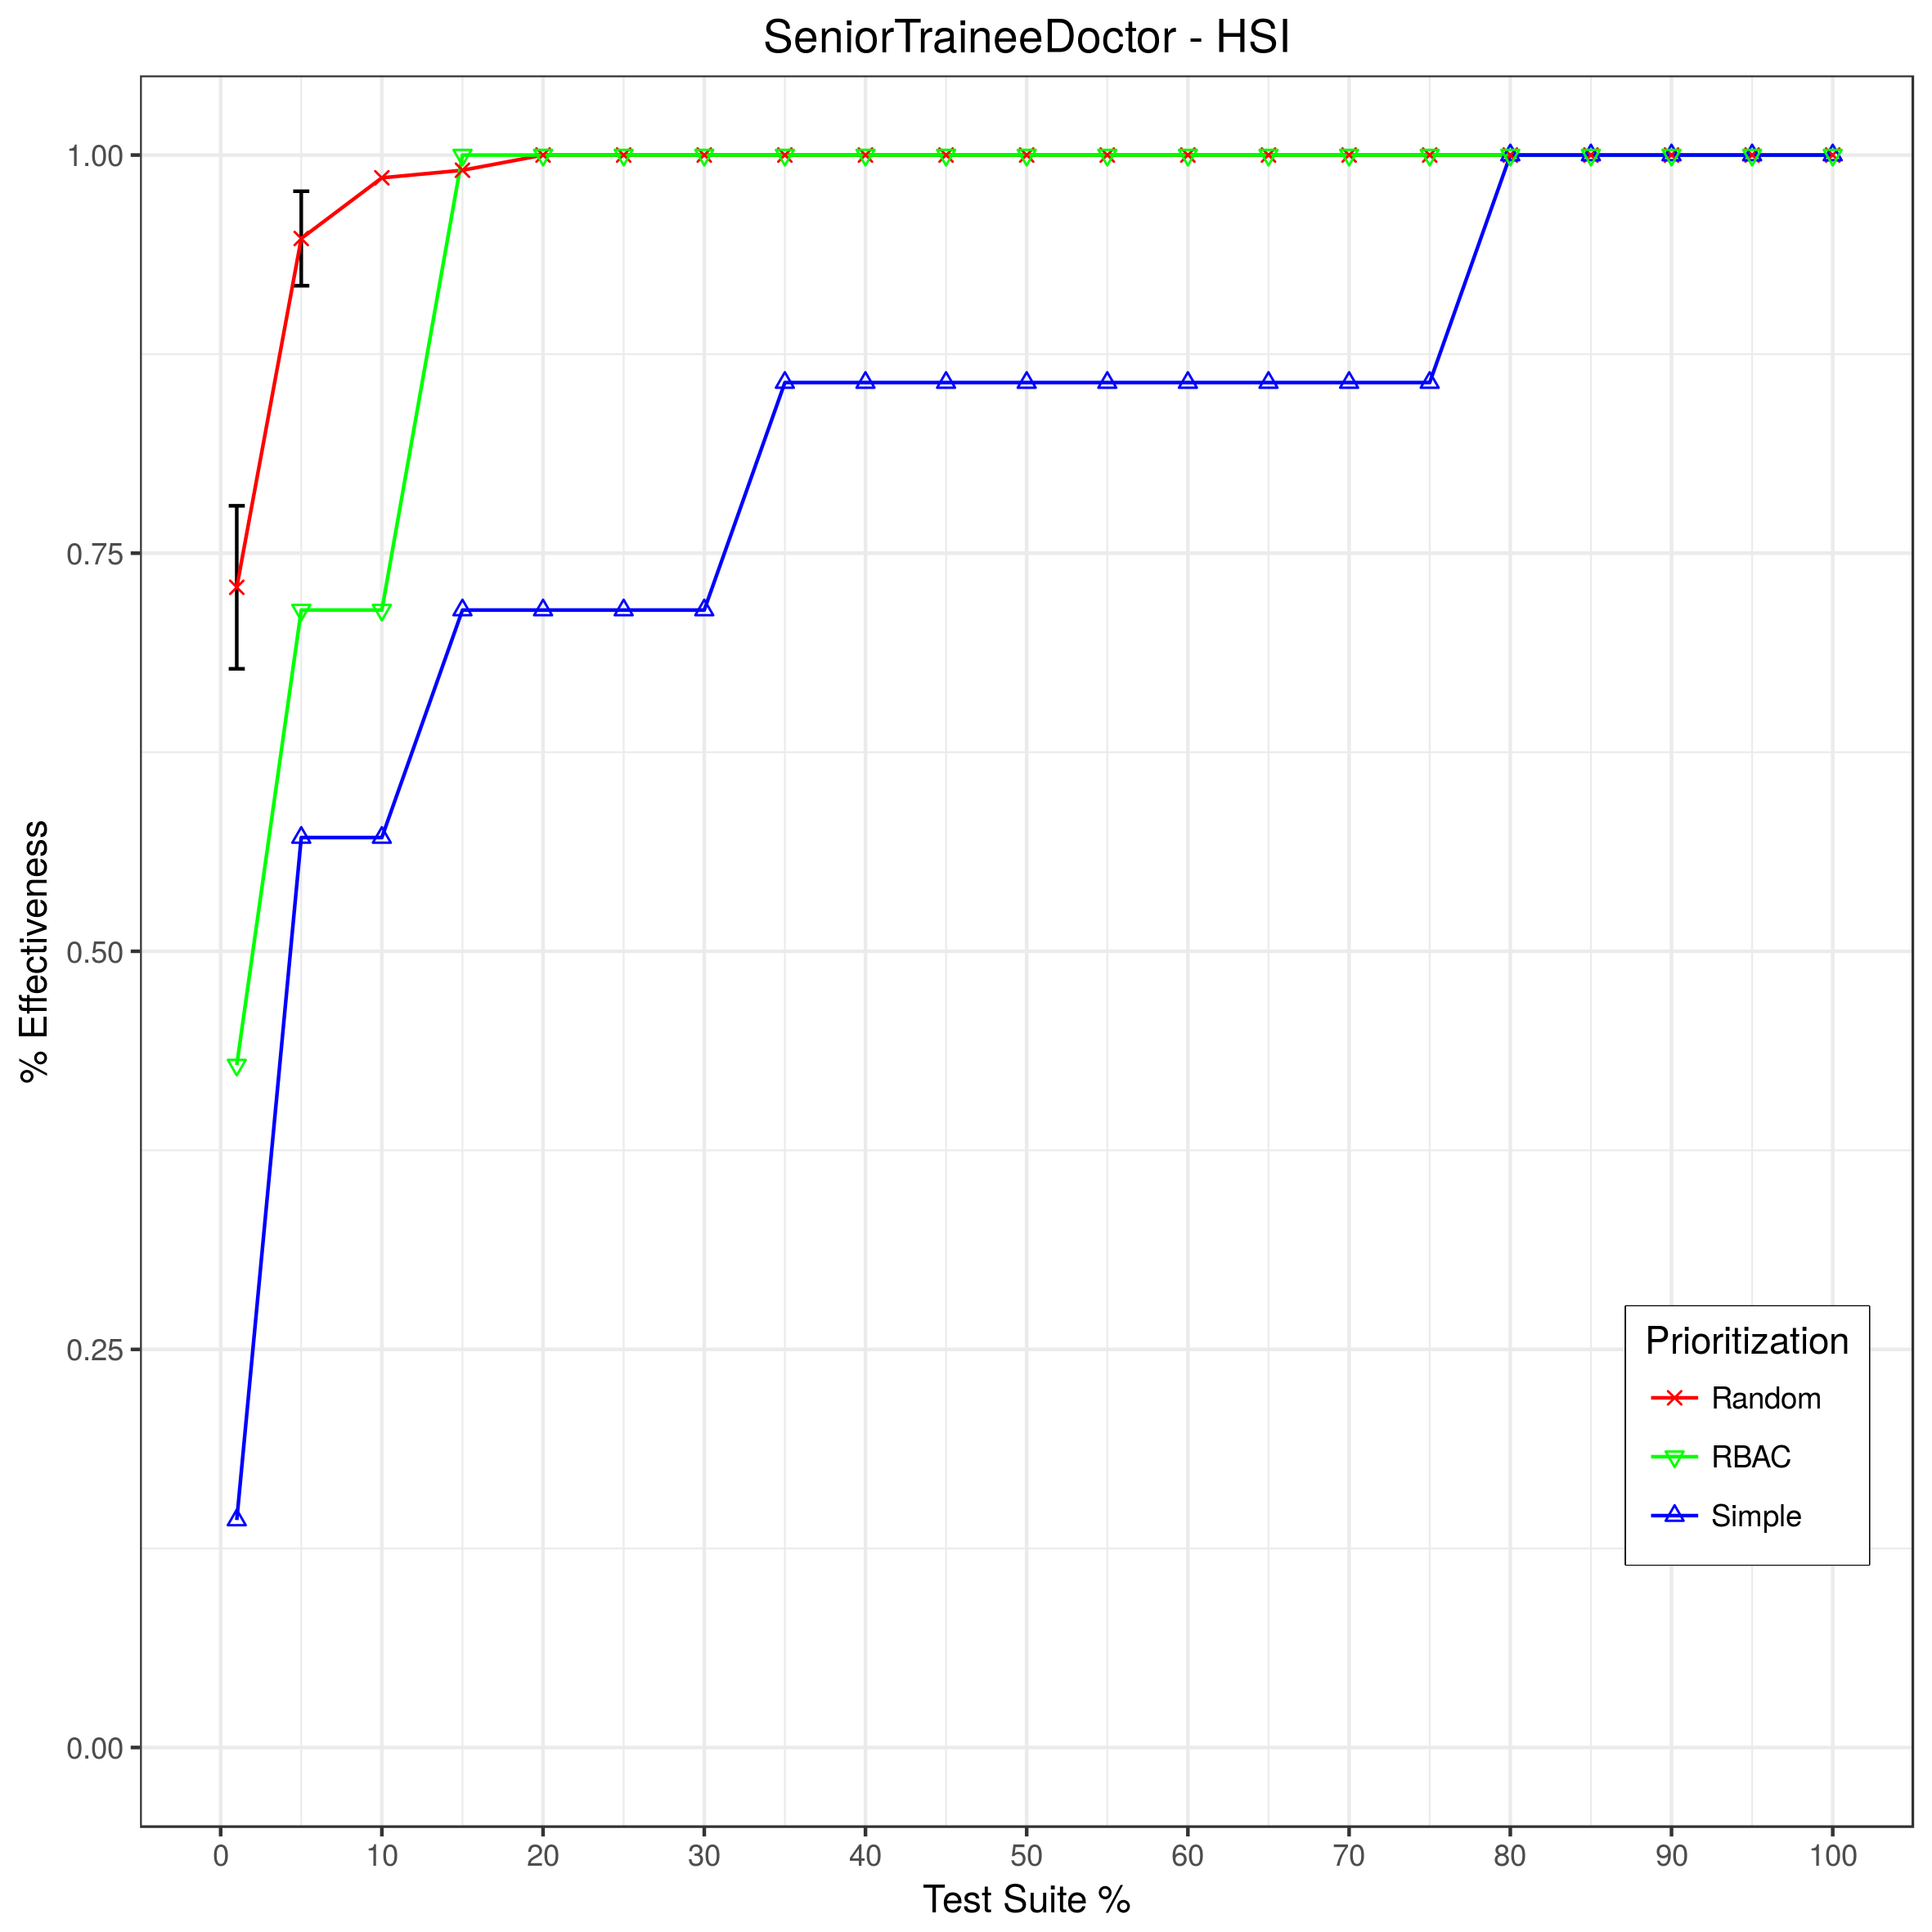 SeniorTraineeDoctor - HSI
% Effectiveness
1.00
0.75
0.50
0.25
0.00
Prioritization
Random
RBAC
Simple
0 10 20 30 40 50 60 70 80 90 100
Test Suite %